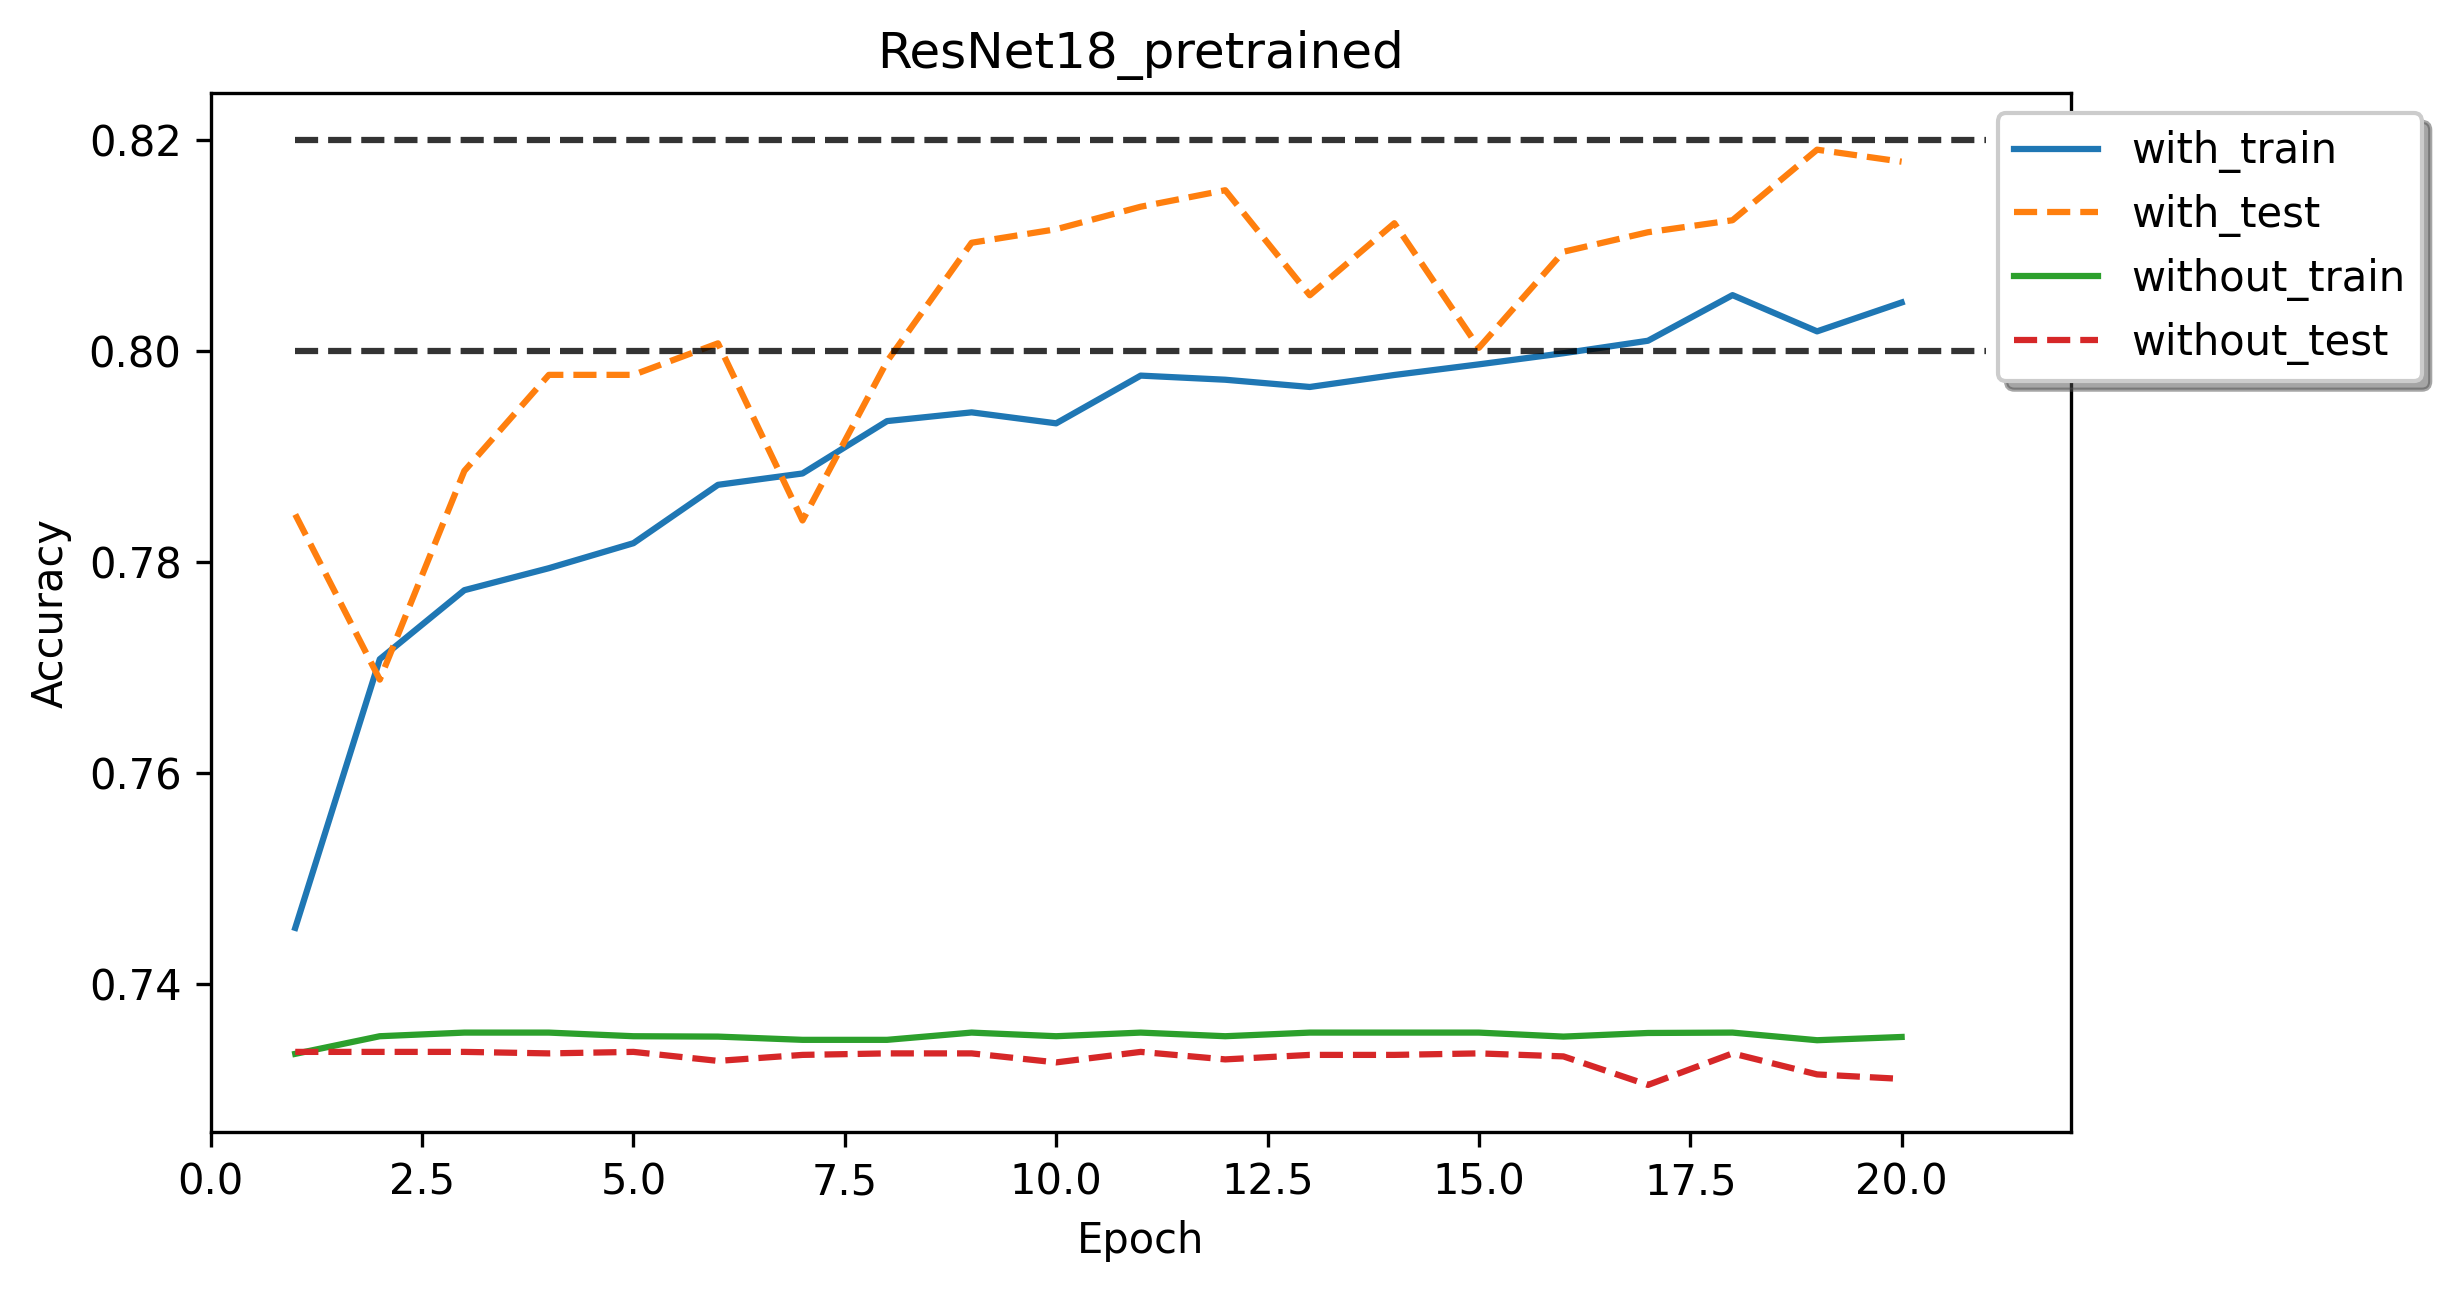 ResNet18_pretrained
0.82
0.80
0.78
0.76
0.74
Accuracy
0.0 2.5 5.0 7.5 10.0 12.5 15.0 17.5 20.0
Epoch
with_train
with_test
without_train
without_test